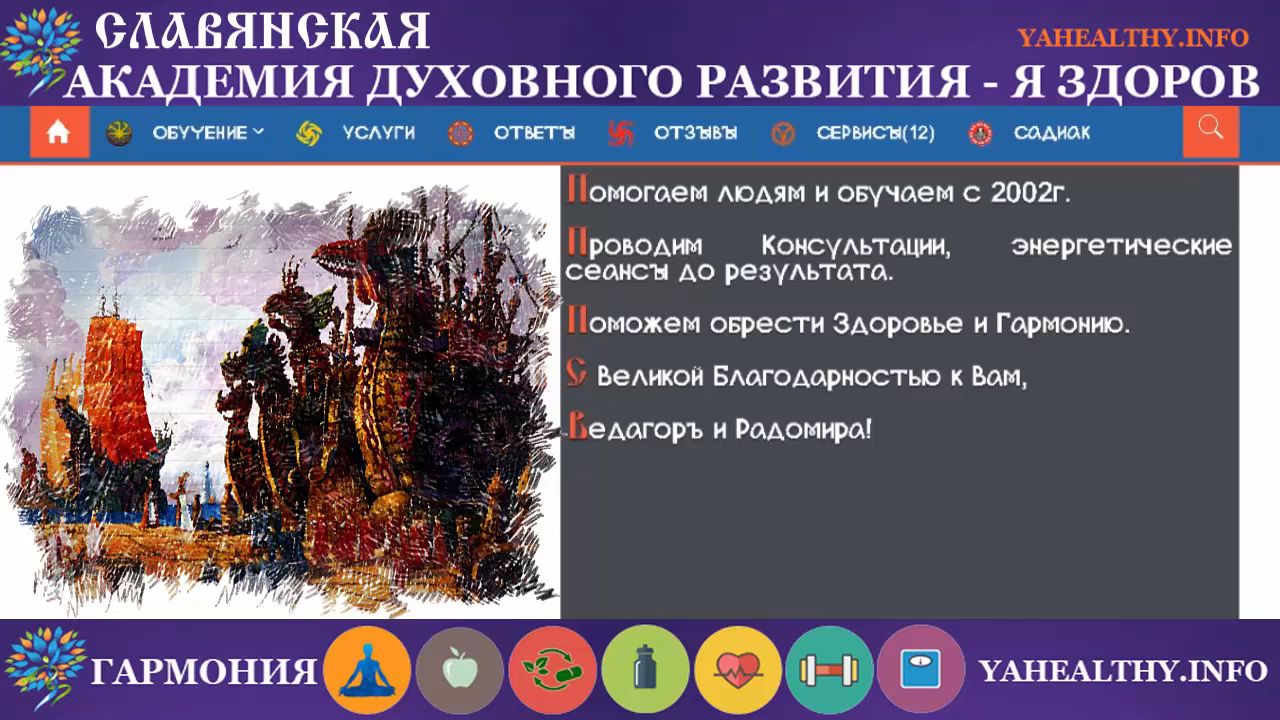 СЛАВЯНСКАЯ
YAHEALTHY.INFO
АКАДЕМИЯ ДУХОВНОГО РАЗВИТИЯ - Я ЗДОРОВ
ОБУЧЕНИЕ
УСЛУГИ
ОТВЕТЫ
ОТЗЫВЫ
СЕРВИСЫ(12)
САДИАК
Помогаем людям и обучаем с 2002г.
Проводим Консультации, энергетические
сеансы до результата.
Поможем обрести Здоровье и Гармонию.
С Великой Благодарностью к Вам,
Ведагоръ и Радомира!
ГАРМОНИЯ
YAHEALTHY.INFO